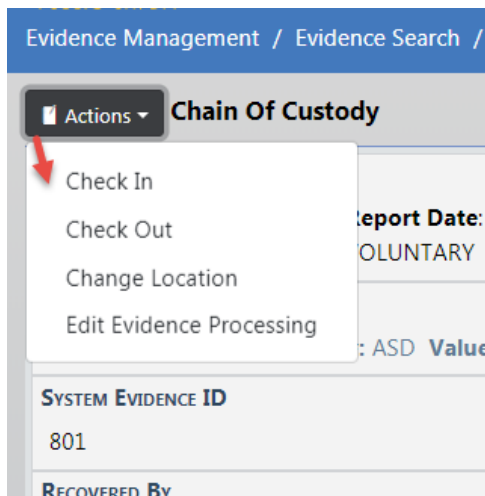 Evidence Management / Evidence Search /
Actions Chain Of Custody
Check In
Report Date:
Check Out
OLUNTARY
Change Location
Edit Evidence Processing
: ASD Value
SYSTEM EVIDENCE ID
801
RECOVERED BY